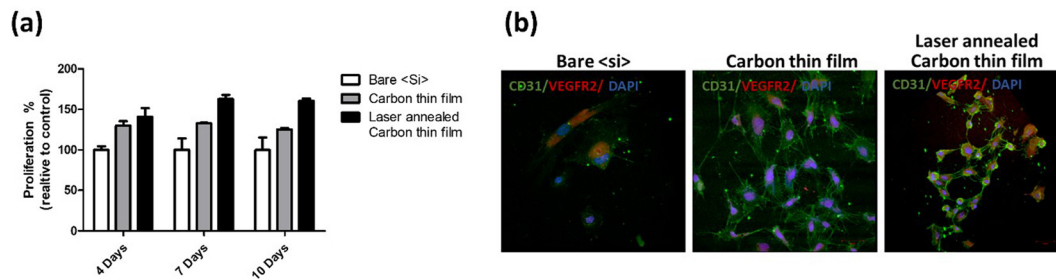 (a)
200
150
100
50
0
Proliferation %
(realtive to control)
4 Days
7 Days
10 Days
Bare <Si>
Carbon thin film
Laser annealed
Carbon thin film
(b)
Bare <si>
CD31/VEGFR2/ DAPI
Carbon thin film
CD31/VEGFR2/DAPI
Laser annealed
Carbon thin film
CD31/VEGFR2/DAPI